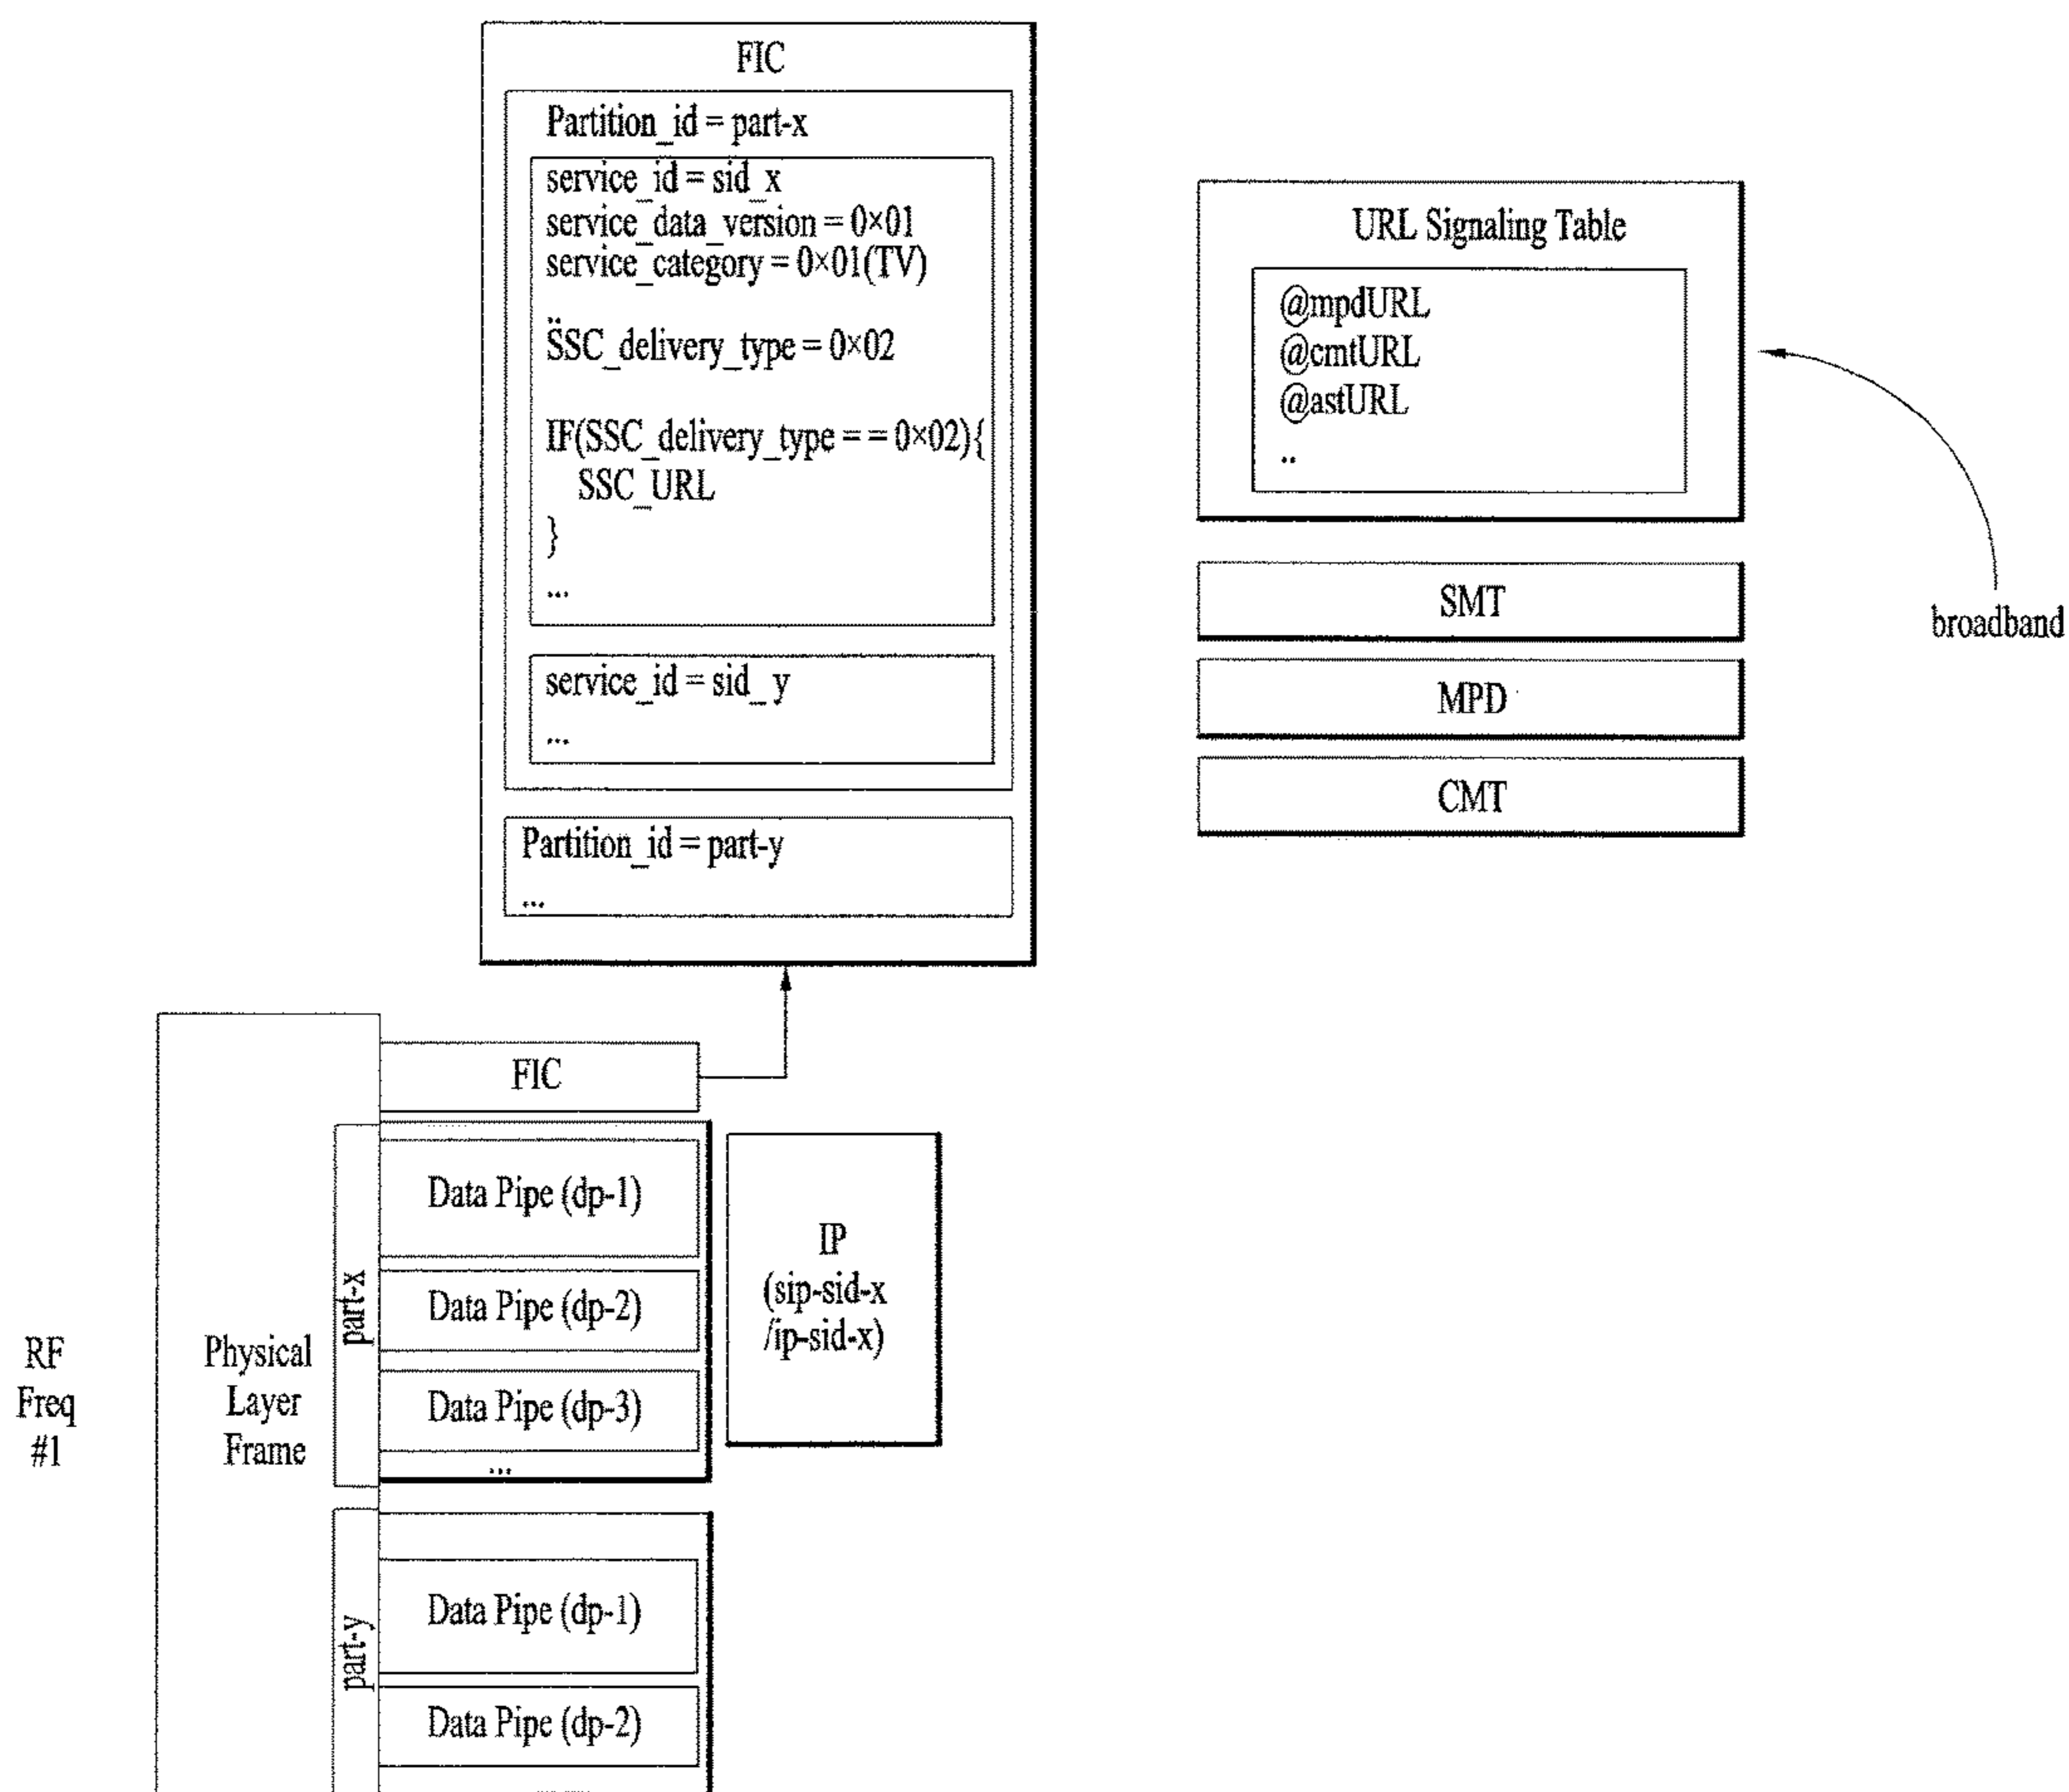 FIC
Partition_id = part-x
service_id = sid_x
service_data_version = 0×01
service_category = 0×01(TV)
..
SSC_delivery_type = 0×02
IF(SSC_delivery_type = = 0×02){
SSC_URL
}
...
service_id = sid_y
...
Partition_id = part-y
...
URL Signaling Table
@mpdURL
@cmtURL
@astURL
..
SMT
MPD
CMT
broadband
RF
Freq
#1
Physical
Layer
Frame
FIC
part-x
Data Pipe (dp-1)
Data Pipe (dp-2)
Data Pipe (dp-3)
...
IP
(sip-sid-x
/ip-sid-x)
part-y
Data Pipe (dp-1)
Data Pipe (dp-2)